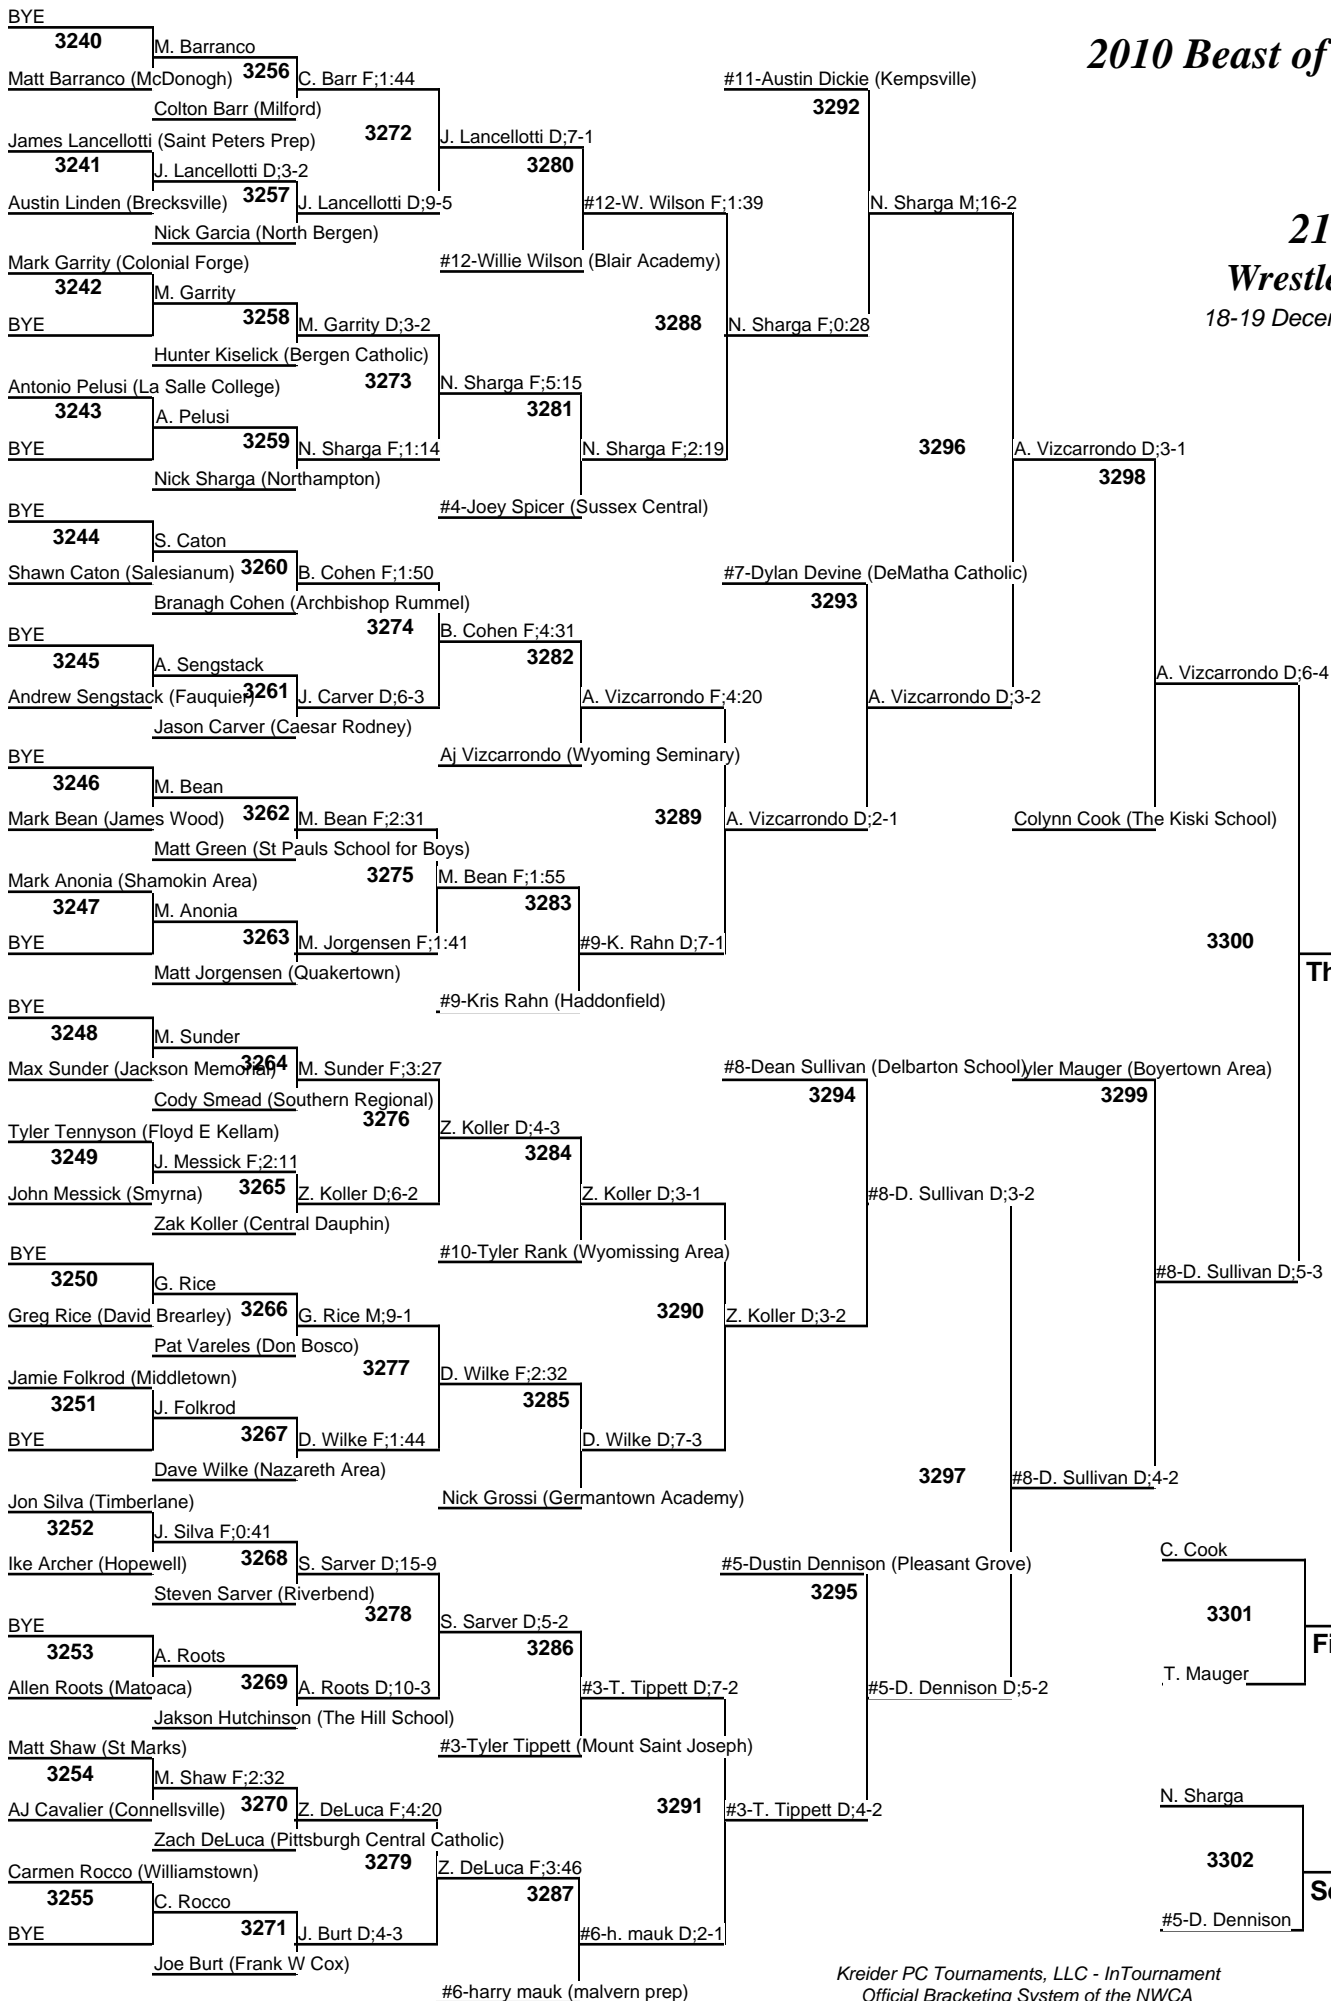 2010 Beast of
21
18-19
BYE
3240
M. Barranco
Matt Barranco (McDonogh)
3256
C. Barr F;1:44
Colton Barr (Milford)
3272
J. Lancellotti D;7-1
James Lancellotti (Saint Peters Prep)
3241
J. Lancellotti D;3-2
Austin Linden (Brecksville)
3257
J. Lancellotti D;9-5
Nick Garcia (North Bergen)
3280
#12-W. Wilson F;1:39
#12-Willie Wilson (Blair Academy)
Mark Garrity (Colonial Forge)
3242
M. Garrity
BYE
3258
M. Garrity D;3-2
Hunter Kiselick (Bergen Catholic)
3273
N. Sharga F;5:15
Antonio Pelusi (La Salle College)
3243
A. Pelusi
BYE
3259
N. Sharga F;1:14
Nick Sharga (Northampton)
3281
N. Sharga F;2:19
#4-Joey Spicer (Sussex Central)
3288
N. Sharga F;0:28
#11-Austin Dickie (Kempsville)
3292
N. Sharga M;16-2
BYE
3244
S. Caton
Shawn Caton (Salesianum)
3260
B. Cohen F;1:50
Branagh Cohen (Archbishop Rummel)
3274
B. Cohen F;4:31
BYE
3245
A. Sengstack
Andrew Sengstack (Fauquier)
3261
J. Carver D;6-3
Jason Carver (Caesar Rodney)
3282
A. Vizcarrondo F;4:20
Aj Vizcarrondo (Wyoming Seminary)
BYE
3246
M. Bean
Mark Bean (James Wood)
3262
M. Bean F;2:31
Matt Green (St Pauls School for Boys)
3275
M. Bean F;1:55
Mark Anonia (Shamokin Area)
3247
M. Anonia
BYE
3263
M. Jorgensen F;1:41
Matt Jorgensen (Quakertown)
3283
#9-K. Rahn D;7-1
#9-Kris Rahn (Haddonfield)
3289
A. Vizcarrondo D;2-1
#7-Dylan Devine (DeMatha Catholic)
3293
A. Vizcarrondo D;3-2
3296
A. Vizcarrondo D;3-1
3298
A. Vizcarrondo D;6-4
Colynn Cook (The Kiski School)
3300
BYE
3248
M. Sunder
Max Sunder (Jackson Memorial)
3264
M. Sunder F;3:27
Cody Smead (Southern Regional)
3276
Z. Koller D;4-3
Tyler Tennyson (Floyd E Kellam)
3249
J. Messick F;2:11
John Messick (Smyrna)
3265
Z. Koller D;6-2
Zak Koller (Central Dauphin)
3284
Z. Koller D;3-1
#10-Tyler Rank (Wyomissing Area)
BYE
3250
G. Rice
Greg Rice (David Brearley)
3266
G. Rice M;9-1
Pat Vareles (Don Bosco)
3277
D. Wilke F;2:32
Jamie Folkrod (Middletown)
3251
J. Folkrod
BYE
3267
D. Wilke F;1:44
Dave Wilke (Nazareth Area)
3285
D. Wilke D;7-3
Nick Grossi (Germantown Academy)
3290
Z. Koller D;3-2
#8-Dean Sullivan (Delbarton School)
3294
#8-D. Sullivan D;3-2
yler Mauger (Boyertown Area)
3299
#8-D. Sullivan D;5-3
Jon Silva (Timberlane)
3252
J. Silva F;0:41
Ike Archer (Hopewell)
3268
S. Sarver D;15-9
Steven Sarver (Riverbend)
3278
S. Sarver D;5-2
BYE
3253
A. Roots
Allen Roots (Matoaca)
3269
A. Roots D;10-3
Jakson Hutchinson (The Hill School)
3286
#3-T. Tippett D;7-2
#3-Tyler Tippett (Mount Saint Joseph)
Matt Shaw (St Marks)
3254
M. Shaw F;2:32
AJ Cavalier (Connellsville)
3270
Z. DeLuca F;4:20
Zach DeLuca (Pittsburgh Central Catholic)
3279
Z. DeLuca F;3:46
Carmen Rocco (Williamstown)
3255
C. Rocco
BYE
3271
J. Burt D;4-3
Joe Burt (Frank W Cox)
3287
#6-h. mauk D;2-1
#6-harry mauk (malvern prep)
3291
#3-T. Tippett D;4-2
#5-Dustin Dennison (Pleasant Grove)
3295
#5-D. Dennison D;5-2
3297
#8-D. Sullivan D;4-2
C. Cook
3301
T. Mauger
N. Sharga
3302
#5-D. Dennison
Kreider PC Tournaments, LLC - InTournament
Official Bracketing System of the NWCA